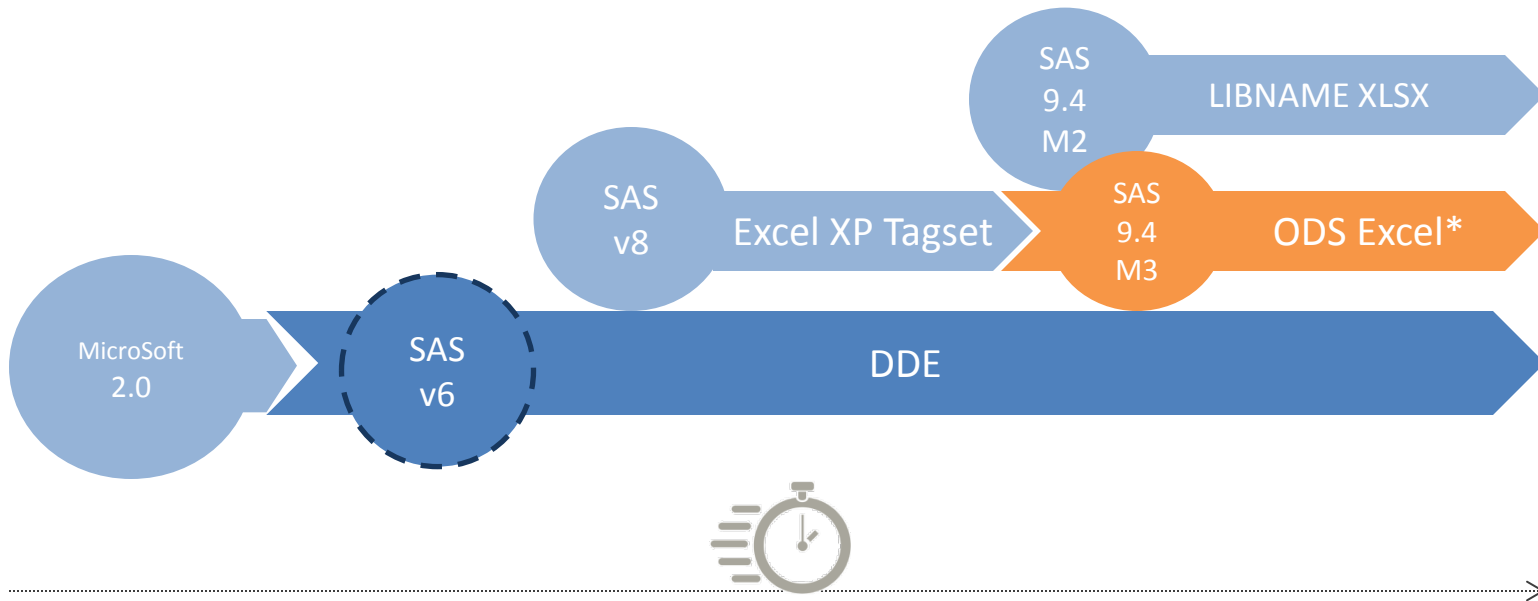 SAS
9.4
M2
LIBNAME XLSX
SAS
v8
Excel XP Tagset
SAS
9.4
M3
ODS Excel*
MicroSoft
2.0
SAS
v6
DDE